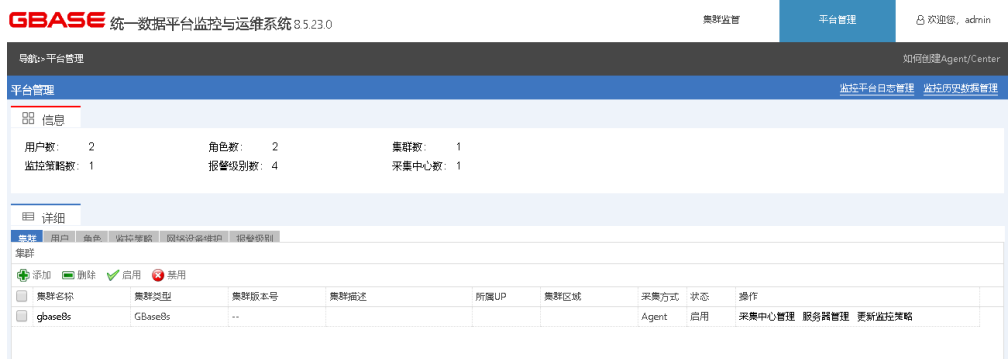 GBASE 统一数据平台监控与运维系统 8.5.23.0 集群监管 平台管理 欢迎您，admin
导航:>平台管理 如何创建Agent/Center
平台管理 监控平台日志管理 监控历史数据管理
信息
用户数： 2 角色数： 2 集群数： 1
监控策略数： 1 报警级别数： 4 采集中心数： 1
详细
集群 用户 角色 监控策略 网络设备维护 报警级别
集群
添加 删除 启用 禁用
集群名称 集群类型 集群版本号 集群描述 所属UP 集群区域 采集方式 状态 操作
gbase8s GBase8s -- Agent 启用 采集中心管理 服务器管理 更新监控策略